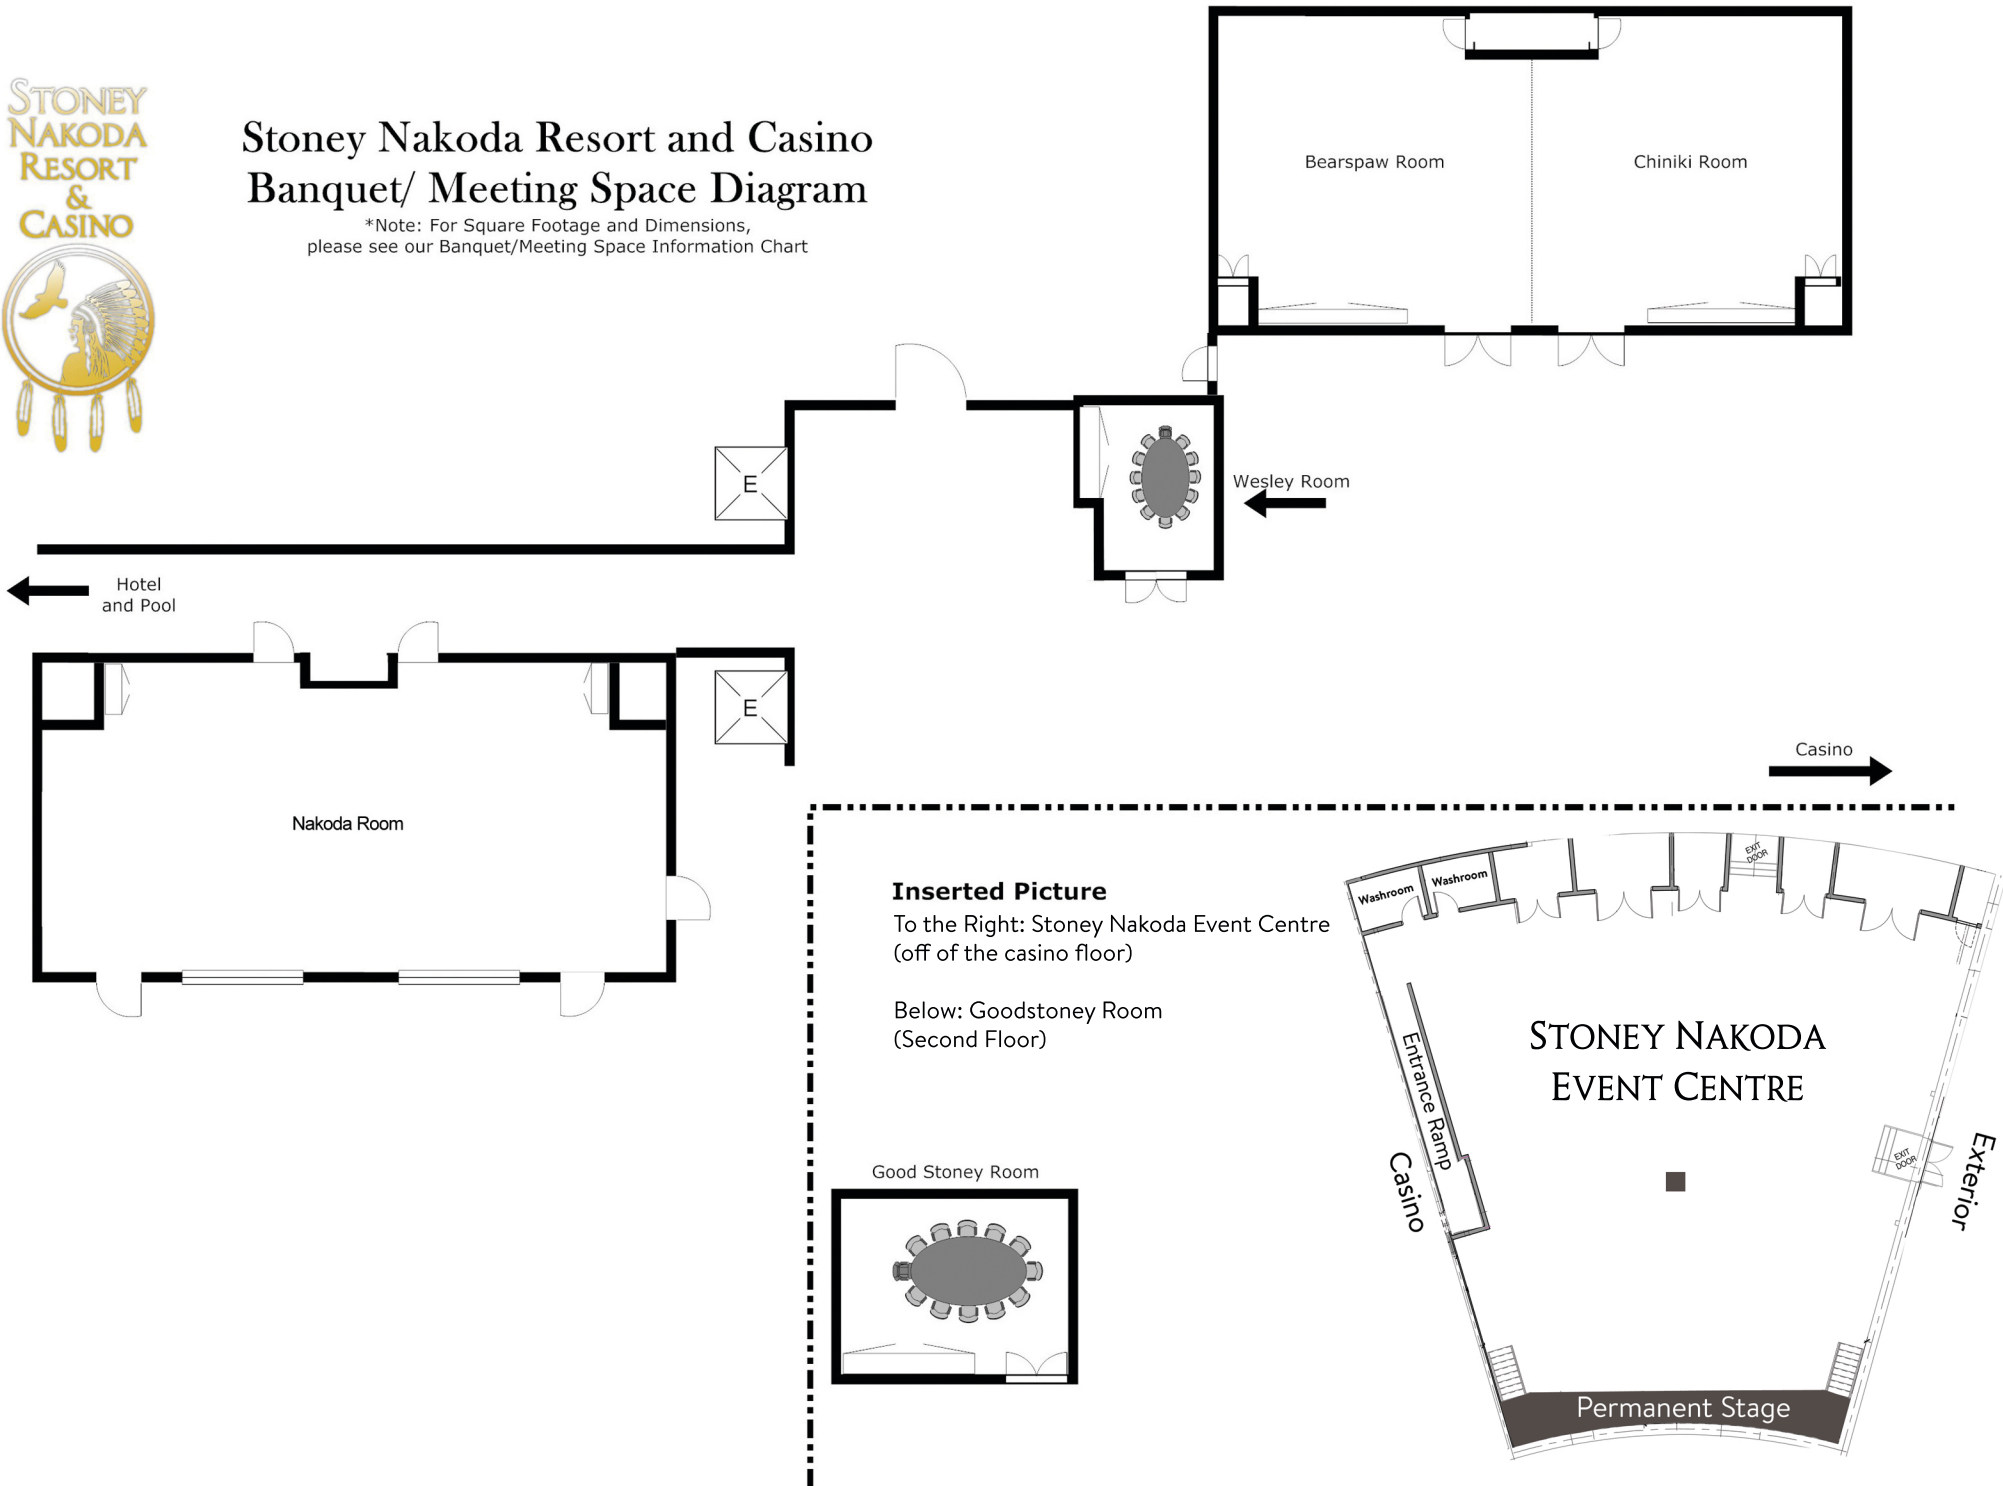 STONEY
NAKODA
RESORT
&
CASINO
Stoney Nakoda Resort and Casino
Banquet/ Meeting Space Diagram
*Note: For Square Footage and Dimensions,
please see our Banquet/Meeting Space Information Chart
Bearspaw Room
Chiniki Room
Wesley Room
E
Hotel
and Pool
E
Nakoda Room
Casino
Inserted Picture
To the Right: Stoney Nakoda Event Centre
(off of the casino floor)
Below: Goodstoney Room
(Second Floor)
Good Stoney Room
Washroom
Washroom
EXIT
DOOR
STONEY NAKODA
EVENT CENTRE
Entrance Ramp
Casino
EXIT
DOOR
Exterior
Permanent Stage